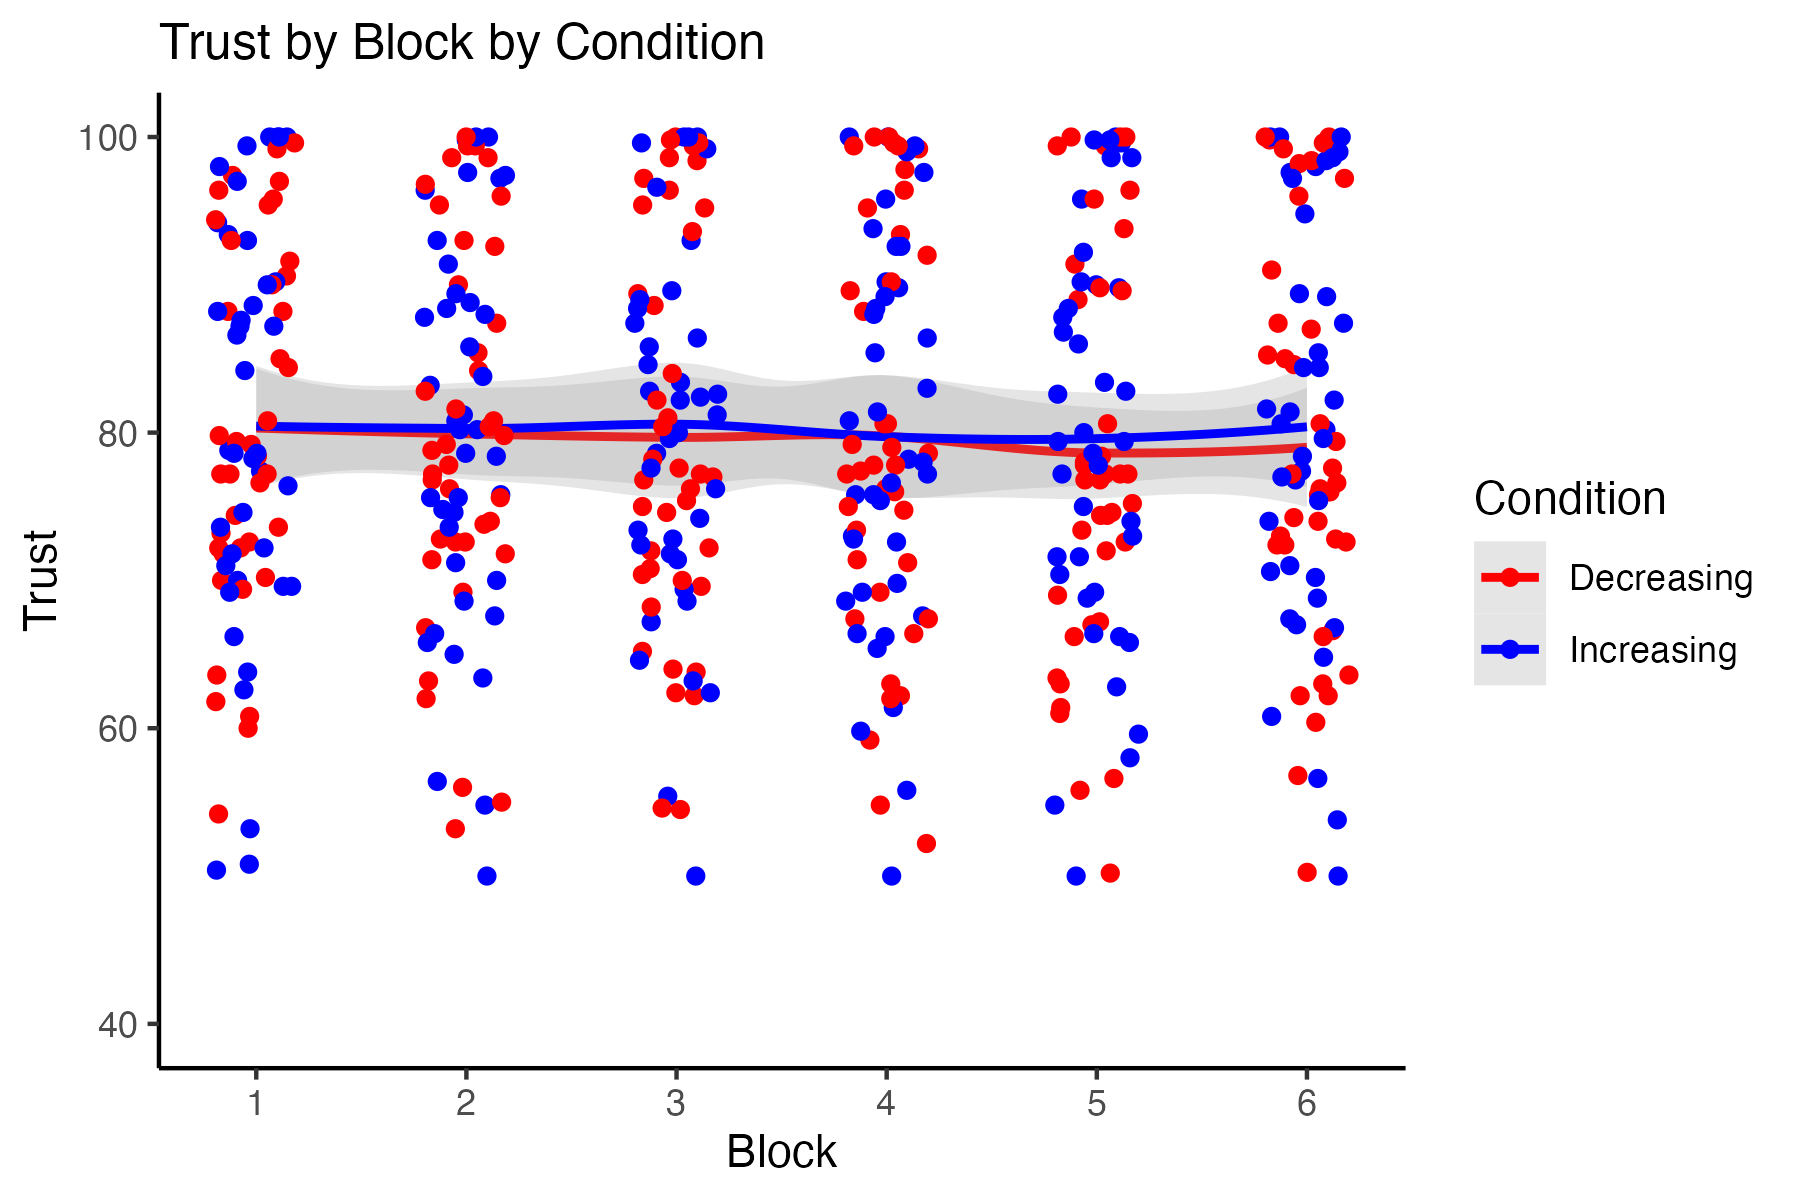 Trust by Block by Condition
Trust
100
80
60
40
1 2 3 4 5 6
Block
Condition
Decreasing
Increasing